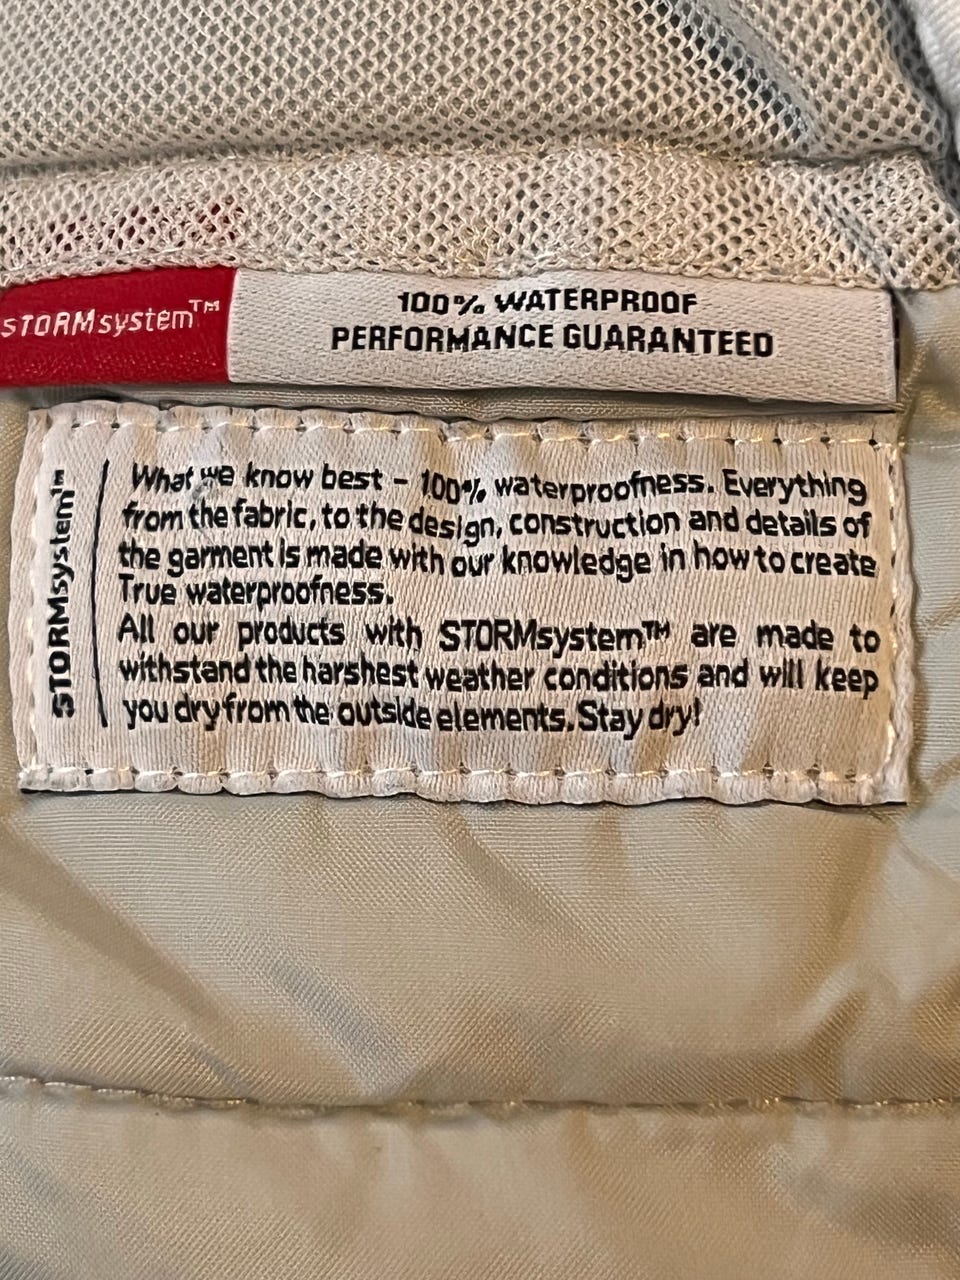 STORMsystem™
100% WATERPROOF
PERFORMANCE GUARANTEED
STORMsystem™
What we know best - 100% waterproofness. Everything
from the fabric, to the design, construction and details of
the garment is made with our knowledge in how to create
True waterproofness.
All our products with STORMsystem™ are made to
withstand the harshest weather conditions and will keep
you dry from the outside elements. Stay dry!